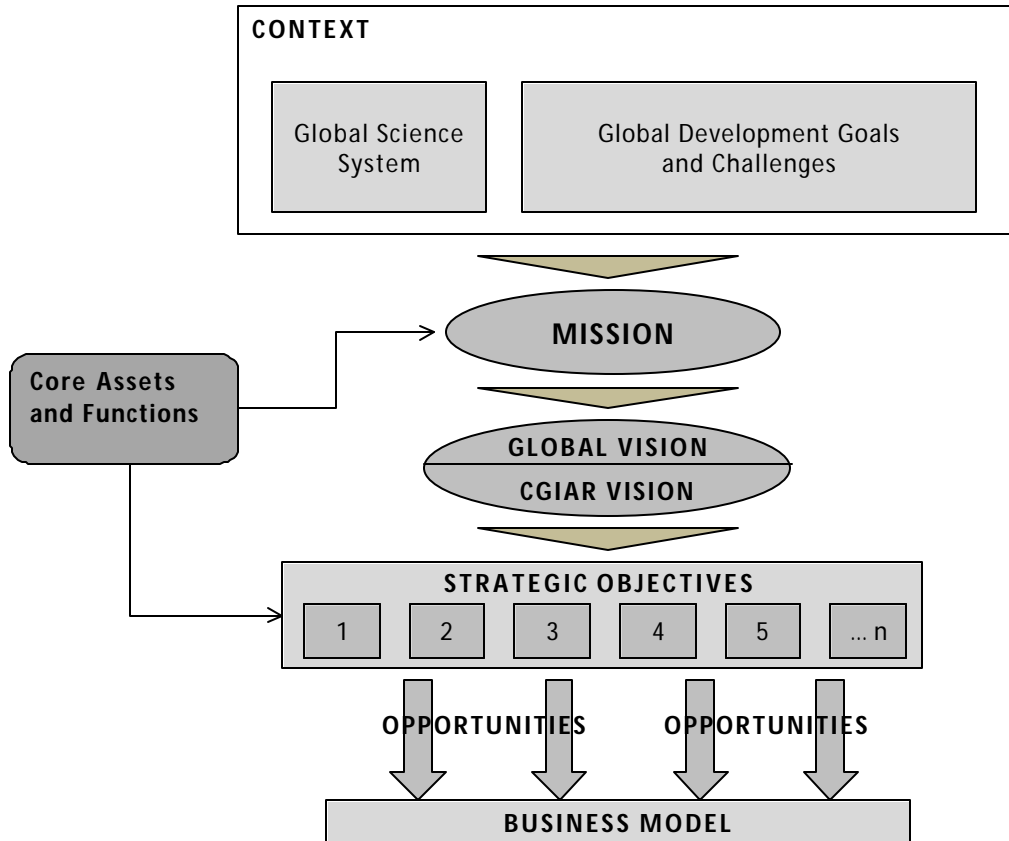 CONTEXT
Global Science
System
Global Development Goals
and Challenges
MISSION
Core Assets
and Functions
GLOBAL VISION
CGIAR VISION
STRATEGIC OBJECTIVES
1
2
3
4
5
... n
OPPORTUNITIES
OPPORTUNITIES
BUSINESS MODEL